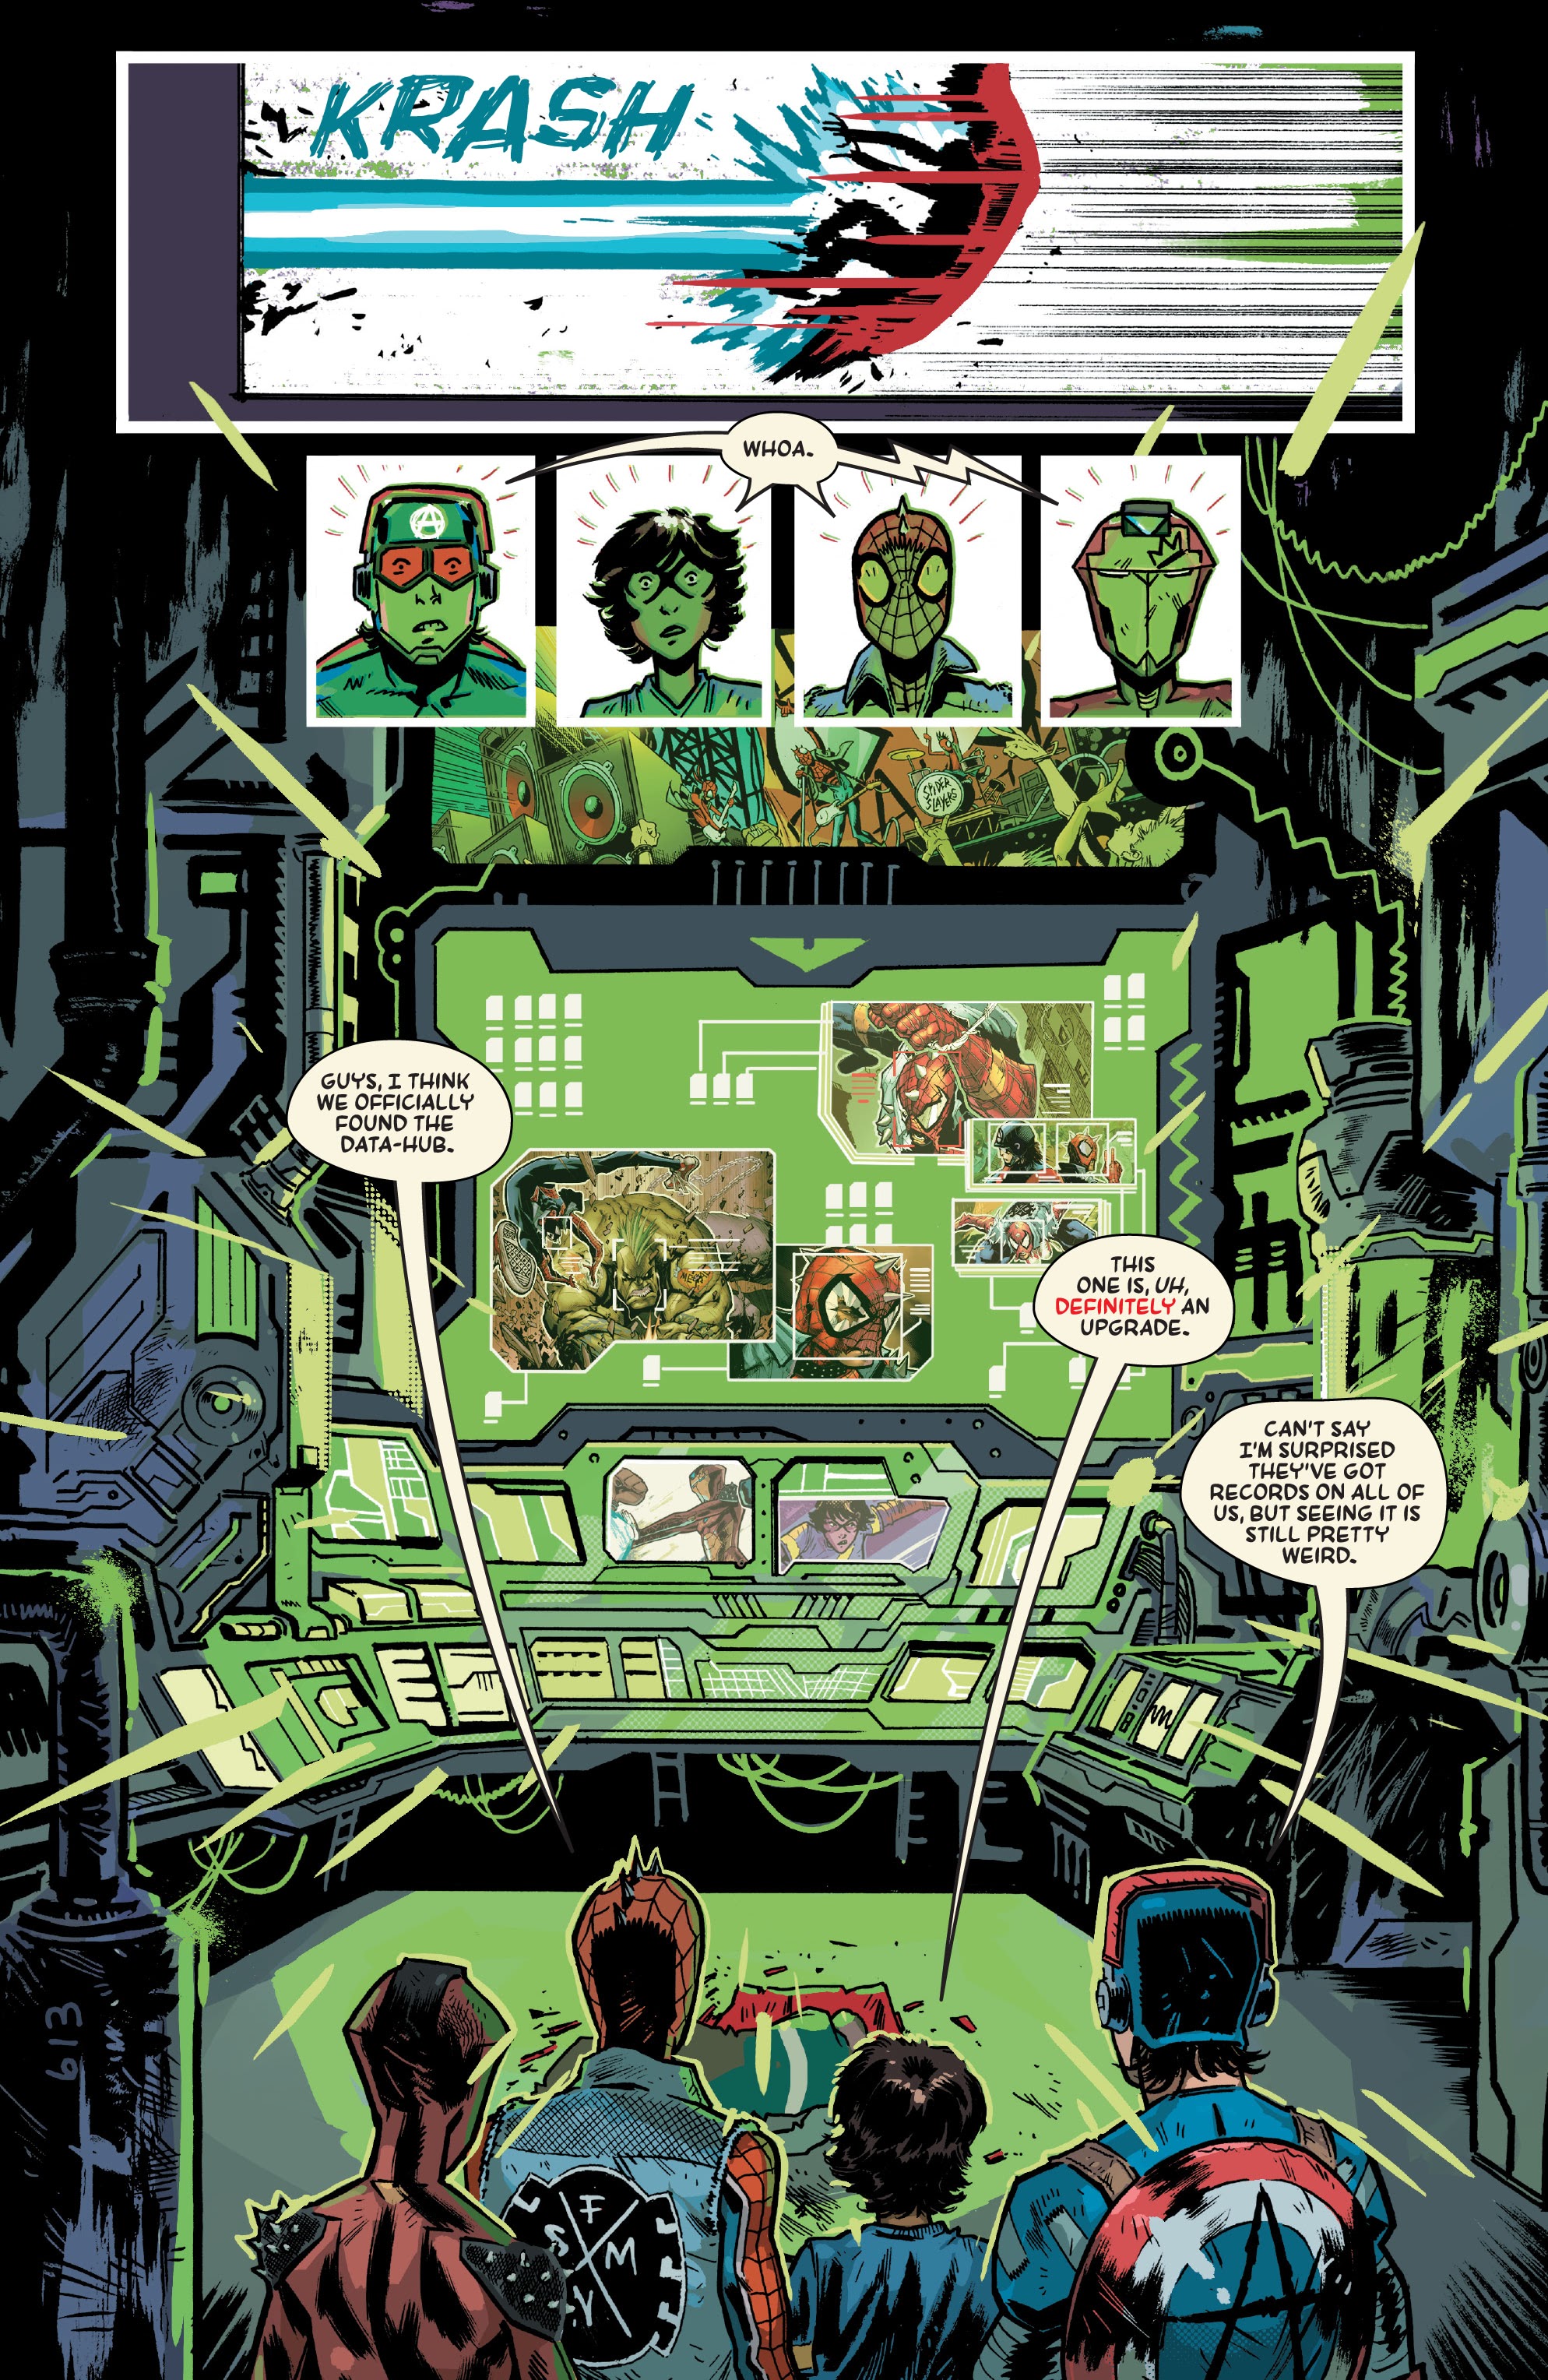 KRASH
WHOA.
A
SPIDER
SLAYERS
GUYS, I THINK
WE OFFICIALLY
FOUND THE
DATA-HUB.
THIS
ONE IS, UH,
DEFINITELY AN
UPGRADE.
CAN'T SAY
I'M SURPRISED
THEY'VE GOT
RECORDS ON ALL OF
US, BUT SEEING IT IS
STILL PRETTY
WEIRD.
613
F
S M
Y
A